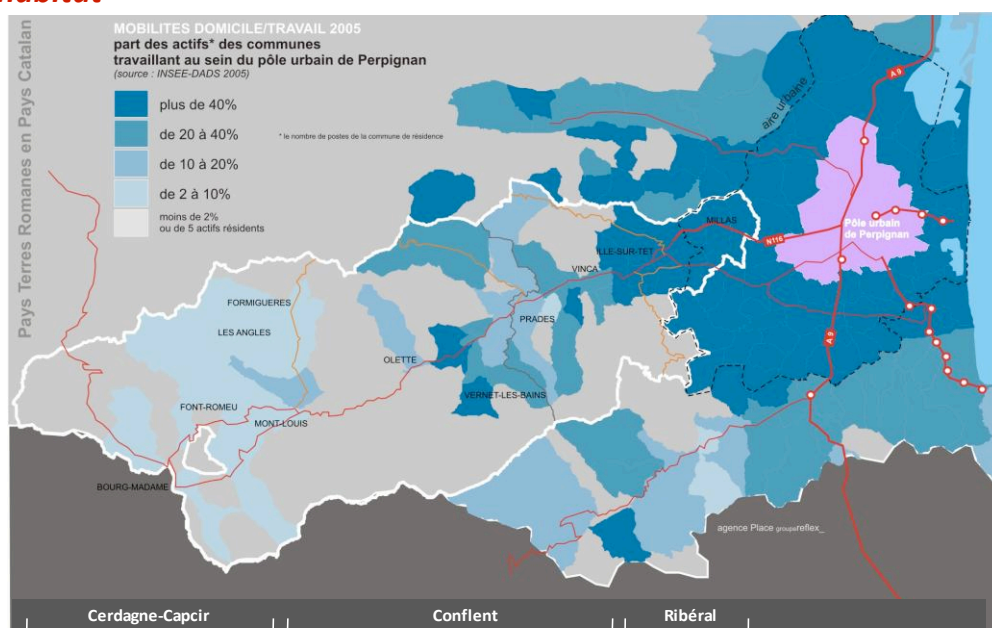 habitat
MOBILITES DOMICILE/TRAVAIL 2005
part des actifs* des communes
travaillant au sein du pôle urbain de Perpignan
(source : INSEE-DADS 2005)
plus de 40%
de 20 à 40%
* le nombre de postes de la commune de résidence
de 10 à 20%
de 2 à 10%
moins de 2%
ou de 5 actifs résidents
Pays Terres Romanes en Pays Catalan
aire urbaine
A 9
MILLAS
Pôle urbain
de Perpignan
N116
ILLE-SUR-TET
VINCA
FORMIGUERES
LES ANGLES
PRADES
OLETTE
A 9
VERNET-LES-BAINS
FONT-ROMEU
MONT-LOUIS
BOURG-MADAME
agence Place groupereflex_
Cerdagne-Capcir
Conflent
Ribéral